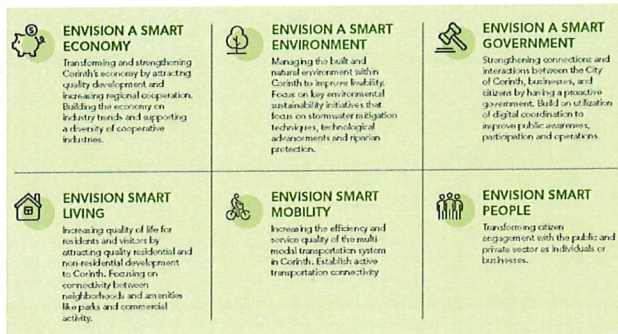 ENVISION A SMART
ECONOMY
Transforming and strengthening
Corinth's economy by attracting
quality development and
increasing regional cooperation.
Building the economy on
industry trends and supporting
a diversity of cooperative
industries.
ENVISION A SMART
ENVIRONMENT
Managing the built and
natural environment within
Corinth to improve livability.
Focus on key environmental
sustainability initiatives that
focus on stormwater mitigation
techniques, technological
advancements and riparian
protection.
ENVISION A SMART
GOVERNMENT
Strengthening connections and
interactions between the City
of Corinth, businesses, and
citizens by having a proactive
government. Build on utilization
of digital coordination to
improve public awareness,
participation and operations.
ENVISION SMART
LIVING
Increasing quality of life for
residents and visitors by
attracting quality residential and
non-residential development
to Corinth. Focusing on
connectivity between
neighborhoods and amenities
like parks and commercial
activity.
ENVISION SMART
MOBILITY
Increasing the efficiency and
service quality of the multi
modal transportation system
in Corinth. Establish active
transportation connectivity
ENVISION SMART
PEOPLE
Transforming citizen
engagement with the public and
private sector as individuals or
businesses.